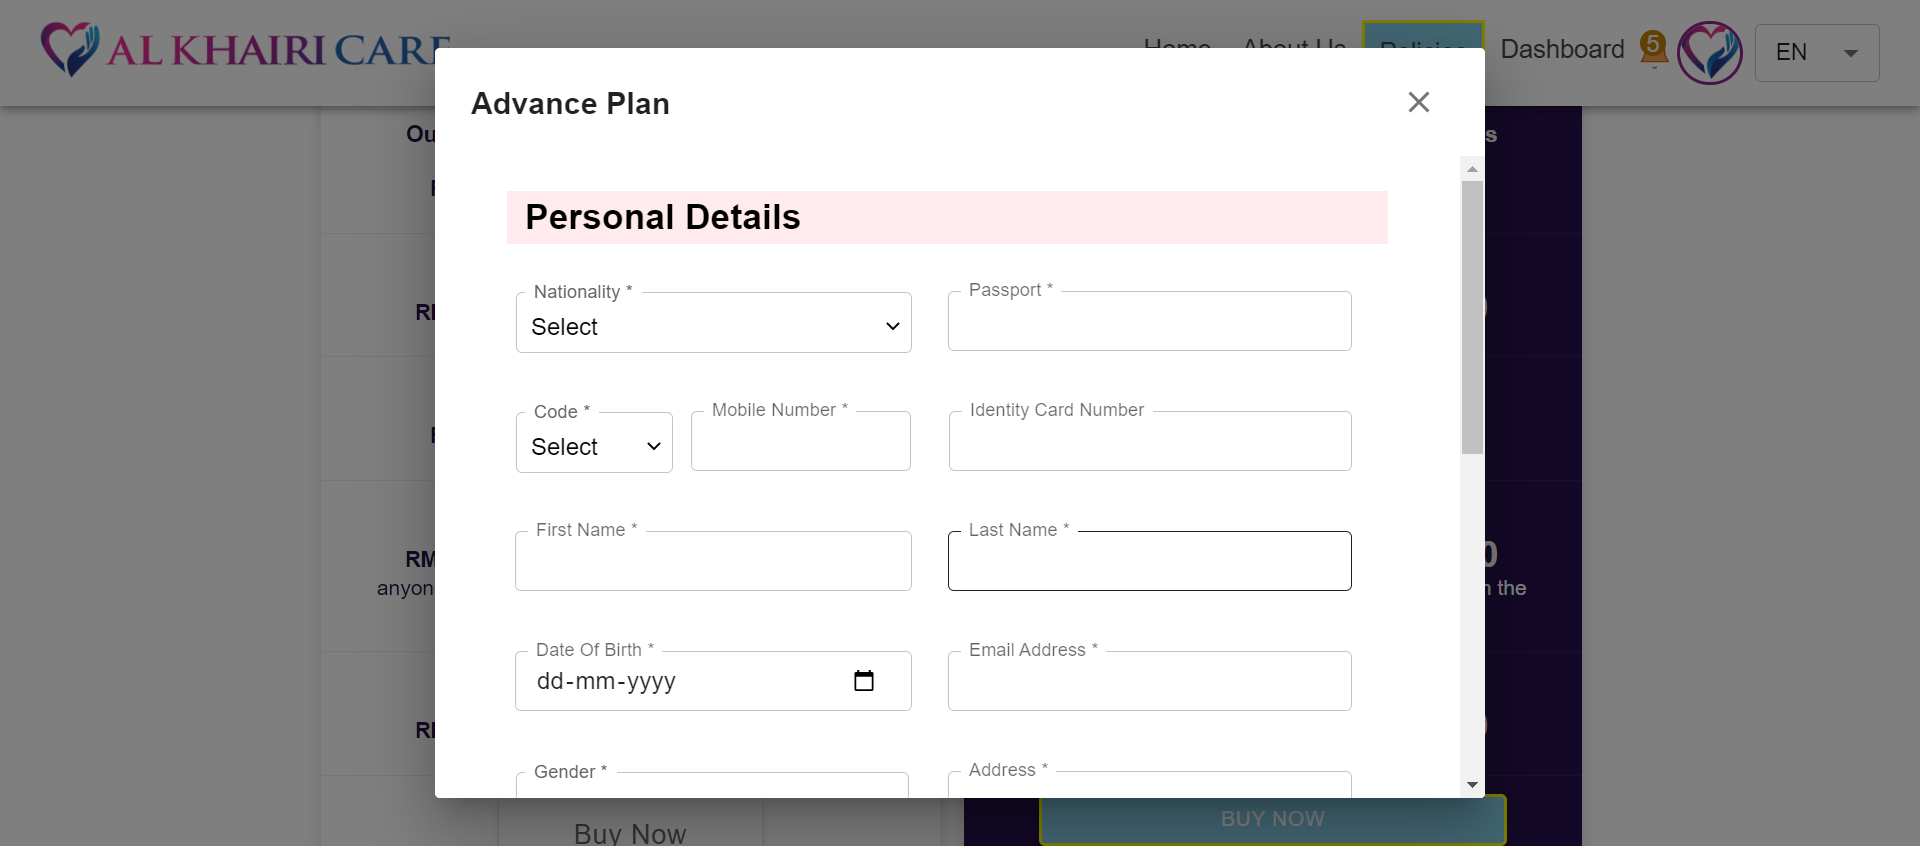 AL KHAIRI CARE
Home About Us Policies Dashboard 5 EN
Advance Plan
Personal Details
Nationality *
Select
Passport *
Code *
Select
Mobile Number *
Identity Card Number
First Name *
Last Name *
Date Of Birth *
dd-mm-yyyy
Email Address *
Gender *
Address *
Ou
s
RM
0
anyon
n the
Buy Now
BUY NOW